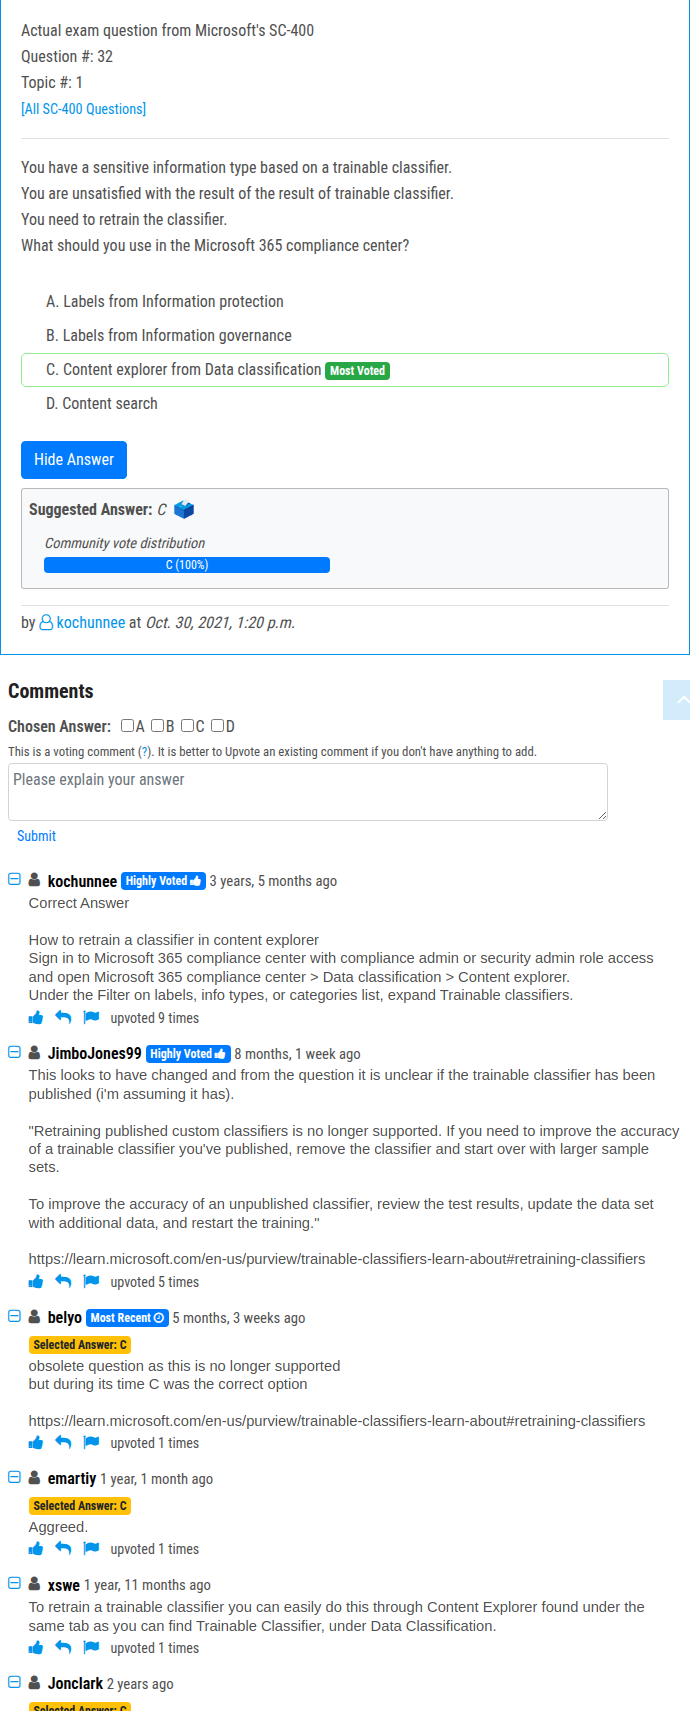 Actual exam question from Microsoft's SC-400
Question #: 32
Topic #: 1
[All SC-400 Questions]
You have a sensitive information type based on a trainable classifier.
You are unsatisfied with the result of the result of trainable classifier.
You need to retrain the classifier.
What should you use in the Microsoft 365 compliance center?
A. Labels from Information protection
B. Labels from Information governance
C. Content explorer from Data classification Most Voted
D. Content search
Hide Answer
Suggested Answer: C
Community vote distribution
C (100%)
by kochunnee at Oct. 30, 2021, 1:20 p.m.
Comments
Chosen Answer: A B C D
This is a voting comment (?). It is better to Upvote an existing comment if you don't have anything to add.
Please explain your answer
Submit
kochunnee Highly Voted 3 years, 5 months ago
Correct Answer
How to retrain a classifier in content explorer
Sign in to Microsoft 365 compliance center with compliance admin or security admin role access
and open Microsoft 365 compliance center > Data classification > Content explorer.
Under the Filter on labels, info types, or categories list, expand Trainable classifiers.
upvoted 9 times
JimboJones99 Highly Voted 8 months, 1 week ago
This looks to have changed and from the question it is unclear if the trainable classifier has been
published (i'm assuming it has).
"Retraining published custom classifiers is no longer supported. If you need to improve the accuracy
of a trainable classifier you've published, remove the classifier and start over with larger sample
sets.
To improve the accuracy of an unpublished classifier, review the test results, update the data set
with additional data, and restart the training."
https://learn.microsoft.com/en-us/purview/trainable-classifiers-learn-about#retraining-classifiers
upvoted 5 times
belyo Most Recent 5 months, 3 weeks ago
Selected Answer: C
obsolete question as this is no longer supported
but during its time C was the correct option
https://learn.microsoft.com/en-us/purview/trainable-classifiers-learn-about#retraining-classifiers
upvoted 1 times
emartiy 1 year, 1 month ago
Selected Answer: C
Aggreed.
upvoted 1 times
xswe 1 year, 11 months ago
To retrain a trainable classifier you can easily do this through Content Explorer found under the
same tab as you can find Trainable Classifier, under Data Classification.
upvoted 1 times
Jonclark 2 years ago
Selected Answer: C